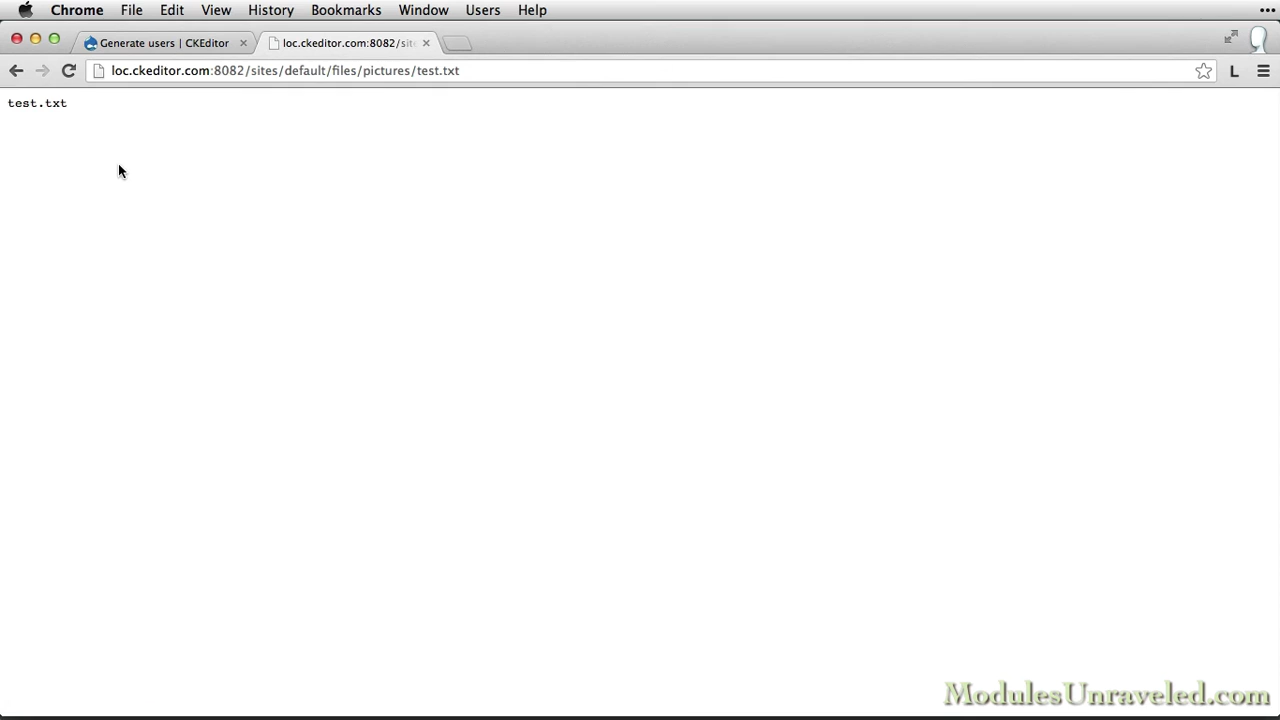 Chrome File Edit View History Bookmarks Window Users Help •••
Generate users | CKEditor × loc.ckeditor.com:8082/sit ×
loc.ckeditor.com:8082/sites/default/files/pictures/test.txt L
test.txt
ModulesUnraveled.com